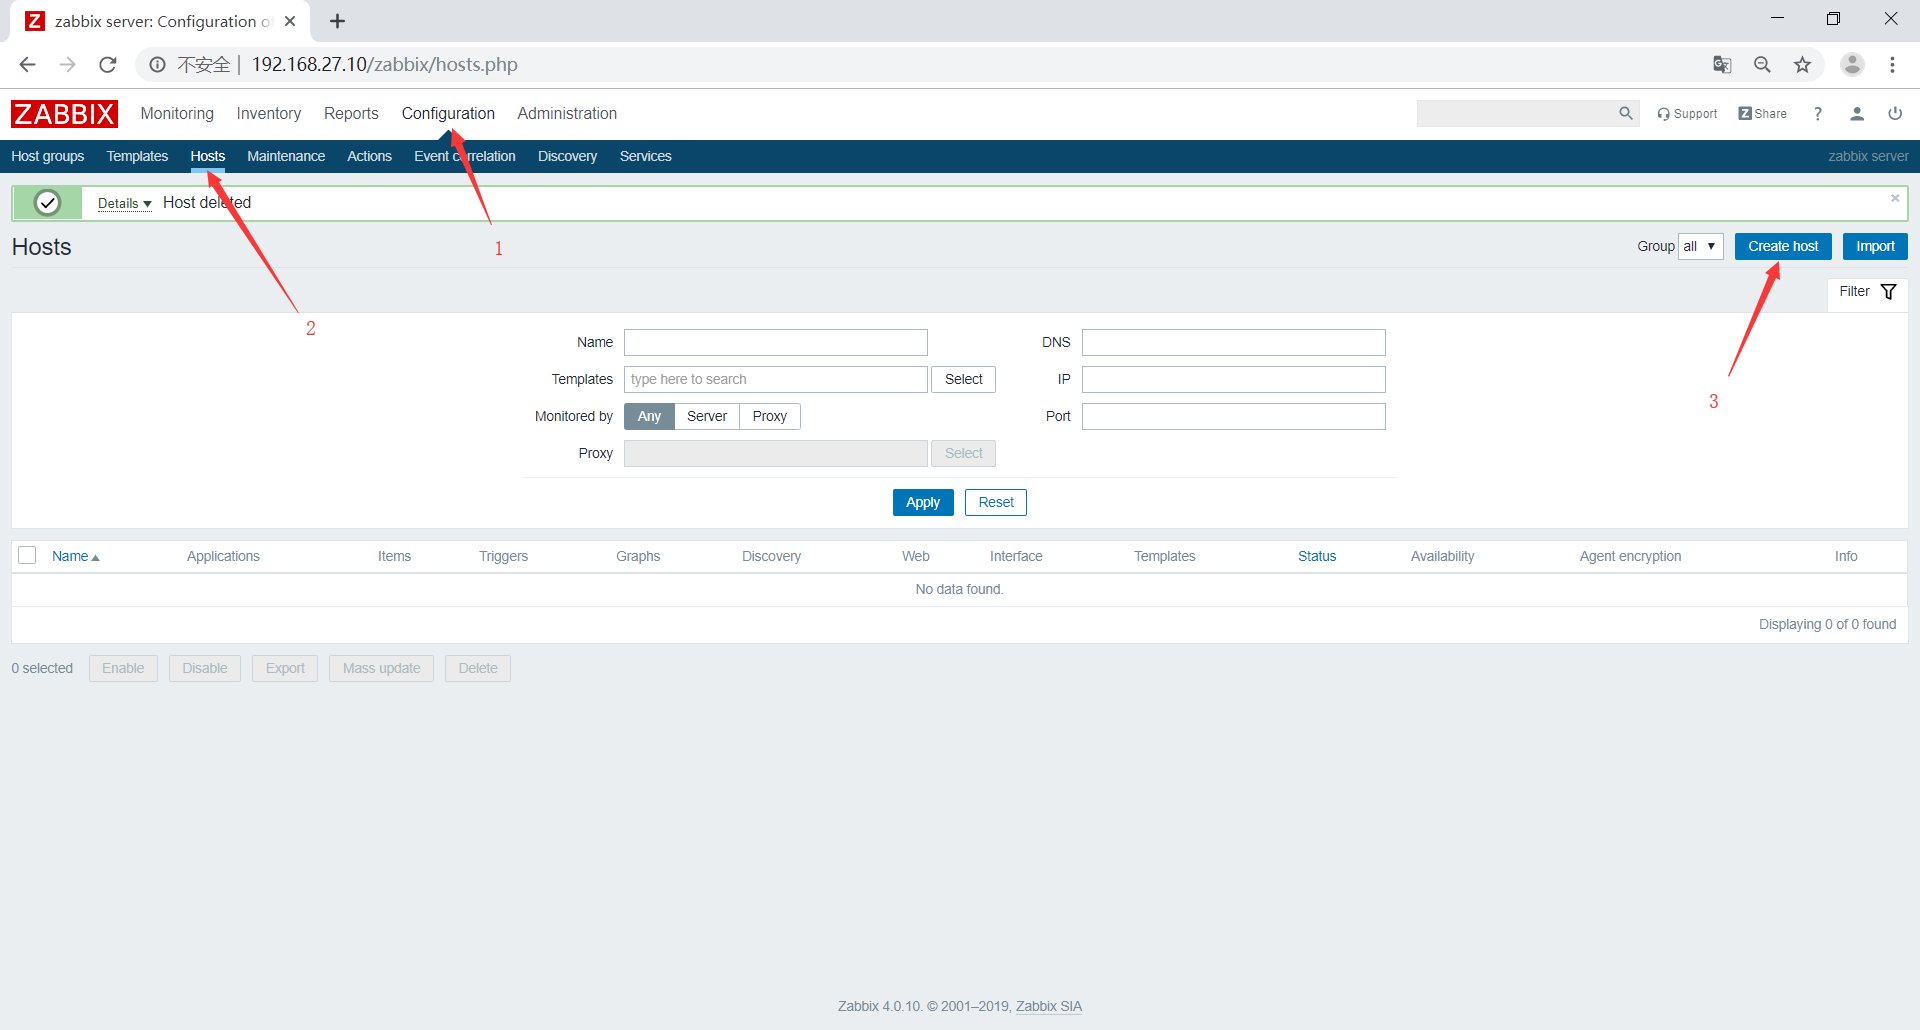 Z zabbix server: Configuration o
不安全 192.168.27.10/zabbix/hosts.php
ZABBIX Monitoring Inventory Reports Configuration Administration Support Z Share ?
Host groups Templates Hosts Maintenance Actions Event correlation Discovery Services zabbix server
Details Host deleted
Hosts Group all Create host Import
1
Filter
2
Name DNS
Templates type here to search Select IP
3
Monitored by Any Server Proxy Port
Proxy Select
Apply Reset
Name Applications Items Triggers Graphs Discovery Web Interface Templates Status Availability Agent encryption Info
No data found.
Displaying 0 of 0 found
0 selected Enable Disable Export Mass update Delete
Zabbix 4.0.10. © 2001–2019, Zabbix SIA